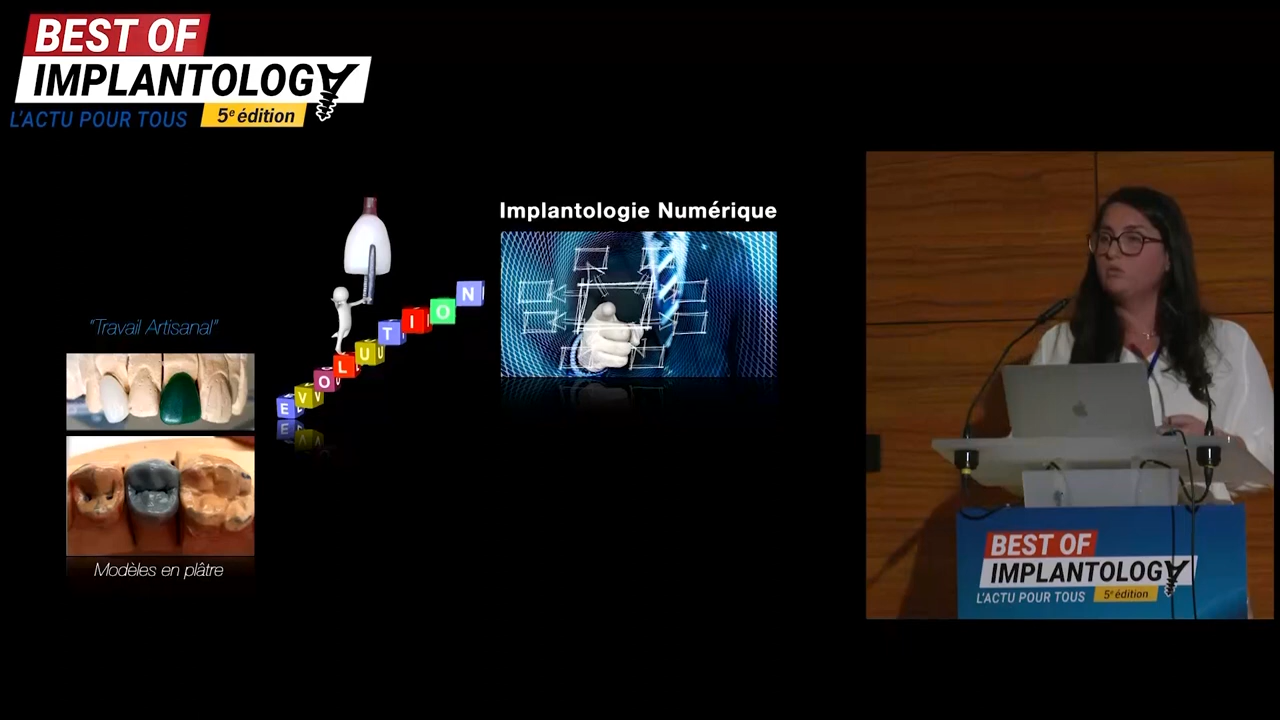 BEST OF
IMPLANTOLOGY
L'ACTU POUR TOUS
5e édition
Implantologie Numérique
"Travail Artisanal"
EVOLUTION
Modèles en plâtre
BEST OF
IMPLANTOLOGY
L'ACTU POUR TOUS
5e édition